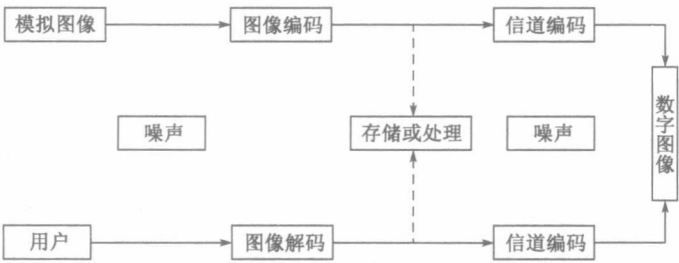 模拟图像
图像编码
信道编码
噪声
存储或处理
噪声
数字图像
用户
图像解码
信道编码